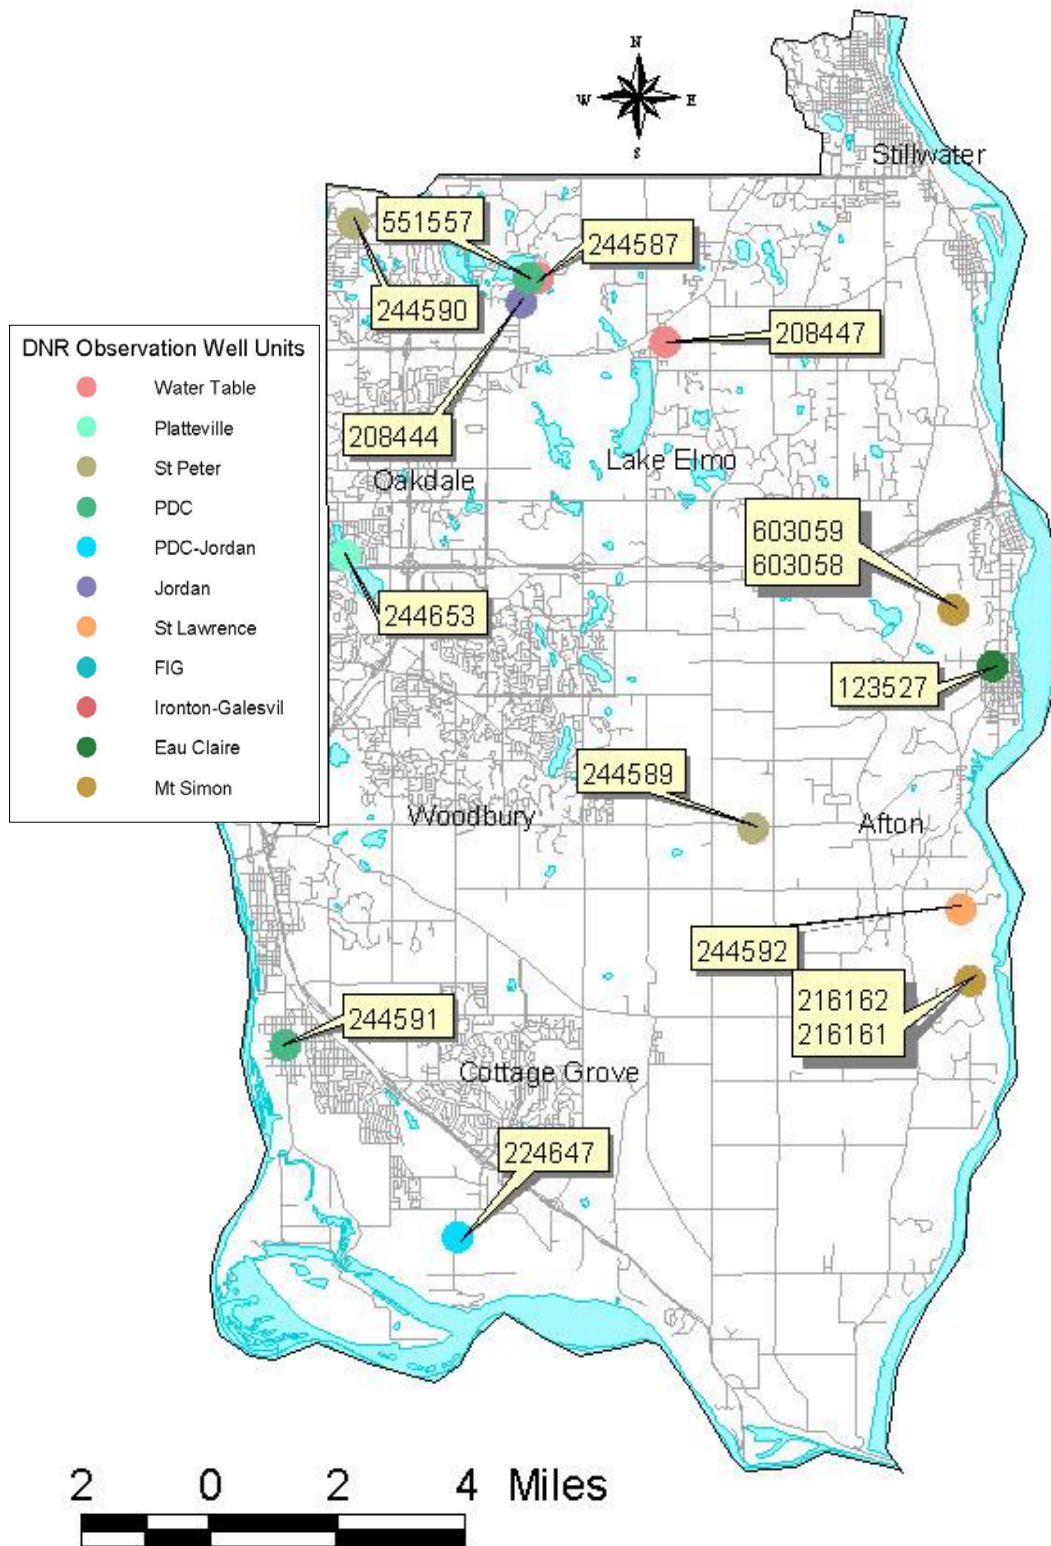 N
W E
S
Stillwater
551557
244587
244590
208447
208444
Lake Elmo
Oakdale
603059
603058
244653
123527
244589
Woodbury
Afton
244592
216162
216161
244591
Cottage Grove
224647
DNR Observation Well Units
Water Table
Platteville
St Peter
PDC
PDC-Jordan
Jordan
St Lawrence
FIG
Ironton-Galesvil
Eau Claire
Mt Simon
2 0 2 4 Miles